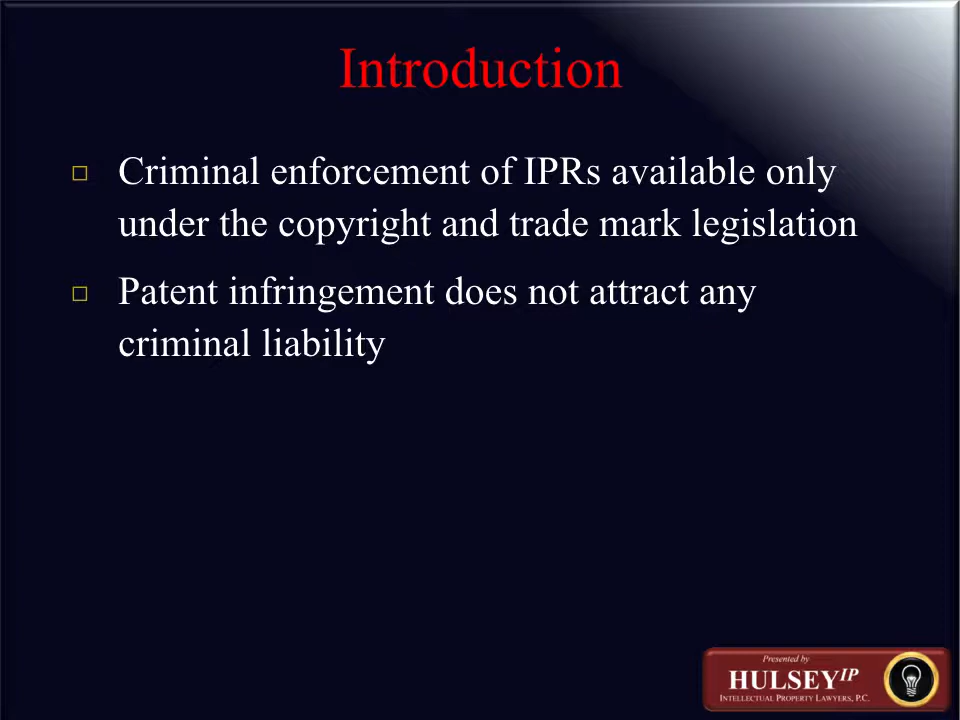 Introduction
Criminal enforcement of IPRs available only
under the copyright and trade mark legislation
Patent infringement does not attract any
criminal liability
Presented by
HULSEY IP
INTELLECTUAL PROPERTY LAWYERS, P.C.